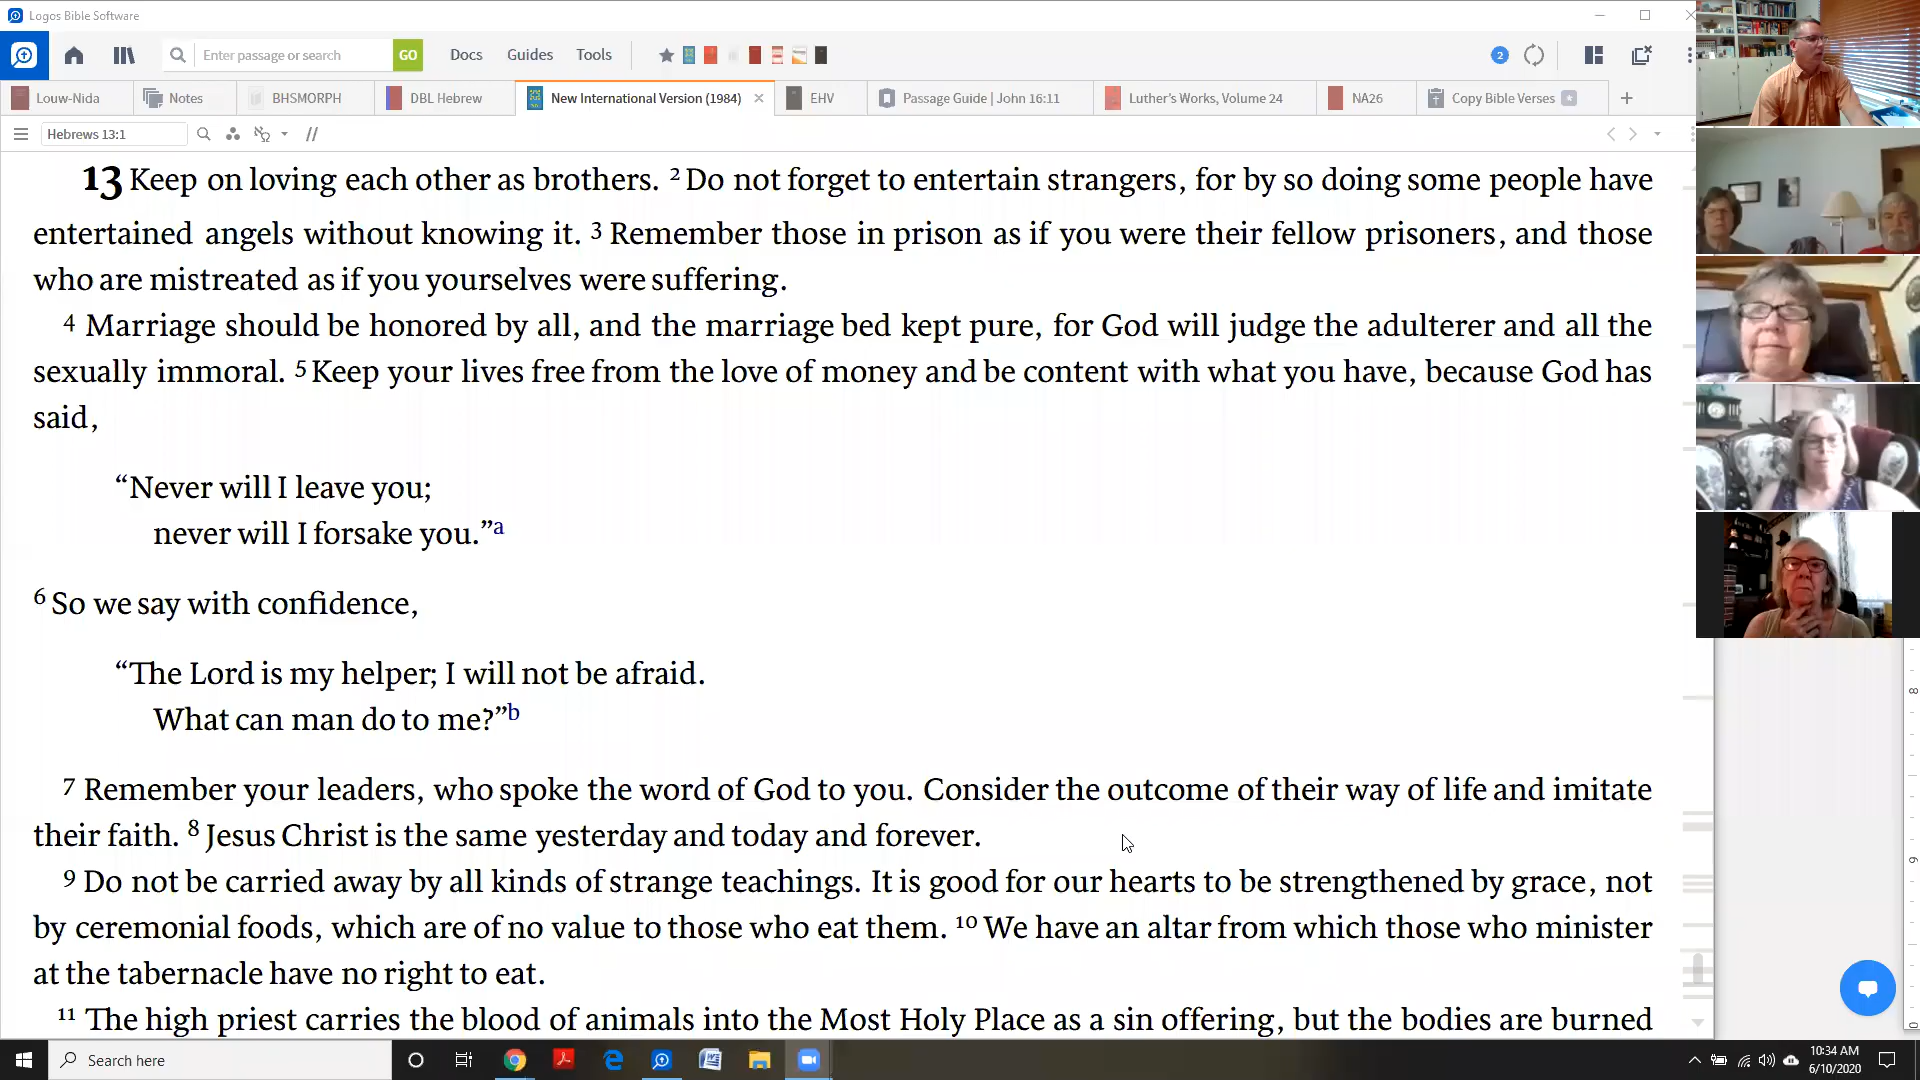 Logos Bible Software
Enter passage or search
GO
Docs
Guides
Tools
2
Louw-Nida
Notes
BHSMORPH
DBL Hebrew
New International Version (1984)
EHV
Passage Guide | John 16:11
Luther's Works, Volume 24
NA26
Copy Bible Verses
Hebrews 13:1
13 Keep on loving each other as brothers. 2 Do not forget to entertain strangers, for by so doing some people have
entertained angels without knowing it. 3 Remember those in prison as if you were their fellow prisoners, and those
who are mistreated as if you yourselves were suffering.
4 Marriage should be honored by all, and the marriage bed kept pure, for God will judge the adulterer and all the
sexually immoral. 5 Keep your lives free from the love of money and be content with what you have, because God has
said,
“Never will I leave you;
never will I forsake you.”a
6 So we say with confidence,
“The Lord is my helper; I will not be afraid.
What can man do to me?”b
7 Remember your leaders, who spoke the word of God to you. Consider the outcome of their way of life and imitate
their faith. 8 Jesus Christ is the same yesterday and today and forever.
9 Do not be carried away by all kinds of strange teachings. It is good for our hearts to be strengthened by grace, not
by ceremonial foods, which are of no value to those who eat them. 10 We have an altar from which those who minister
at the tabernacle have no right to eat.
11 The high priest carries the blood of animals into the Most Holy Place as a sin offering, but the bodies are burned
8
9
0
Search here
10:34 AM
6/10/2020